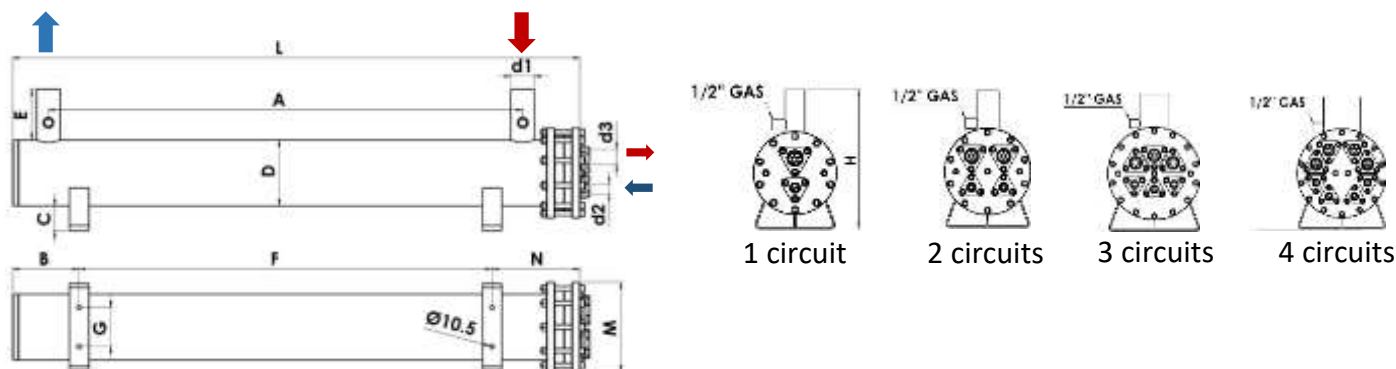 L
d1
A
E
D
d3
d2
C
B
F
N
G
Ø10.5
M
1/2" GAS
H
1 circuit
1/2" GAS
2 circuits
1/2" GAS
3 circuits
1/2" GAS
4 circuits